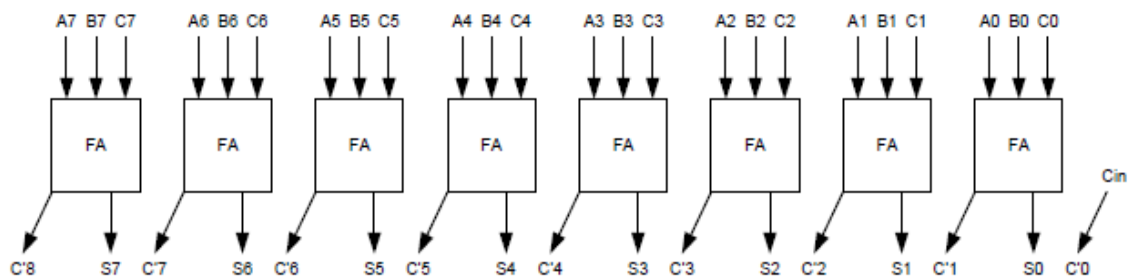 A7 B7 C7 A6 B6 C6 A5 B5 C5 A4 B4 C4 A3 B3 C3 A2 B2 C2 A1 B1 C1 A0 B0 C0
FA FA FA FA FA FA FA FA
Cin
C'8 S7 C'7 S6 C'6 S5 C'5 S4 C'4 S3 C'3 S2 C'2 S1 C'1 S0 C'0